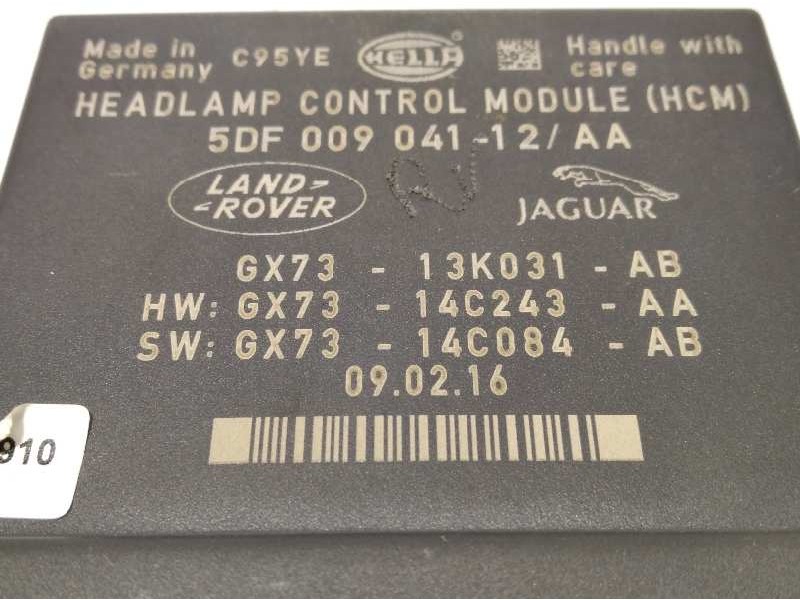 Made in Germany
C95YE
HELLA
Handle with care
HEADLAMP CONTROL MODULE (HCM)
5DF 009 041-12/AA
LAND-ROVER
JAGUAR
GX73 - 13K031 - AB
HW: GX73 - 14C243 - AA
SW: GX73 - 14C084 - AB
09.02.16
910